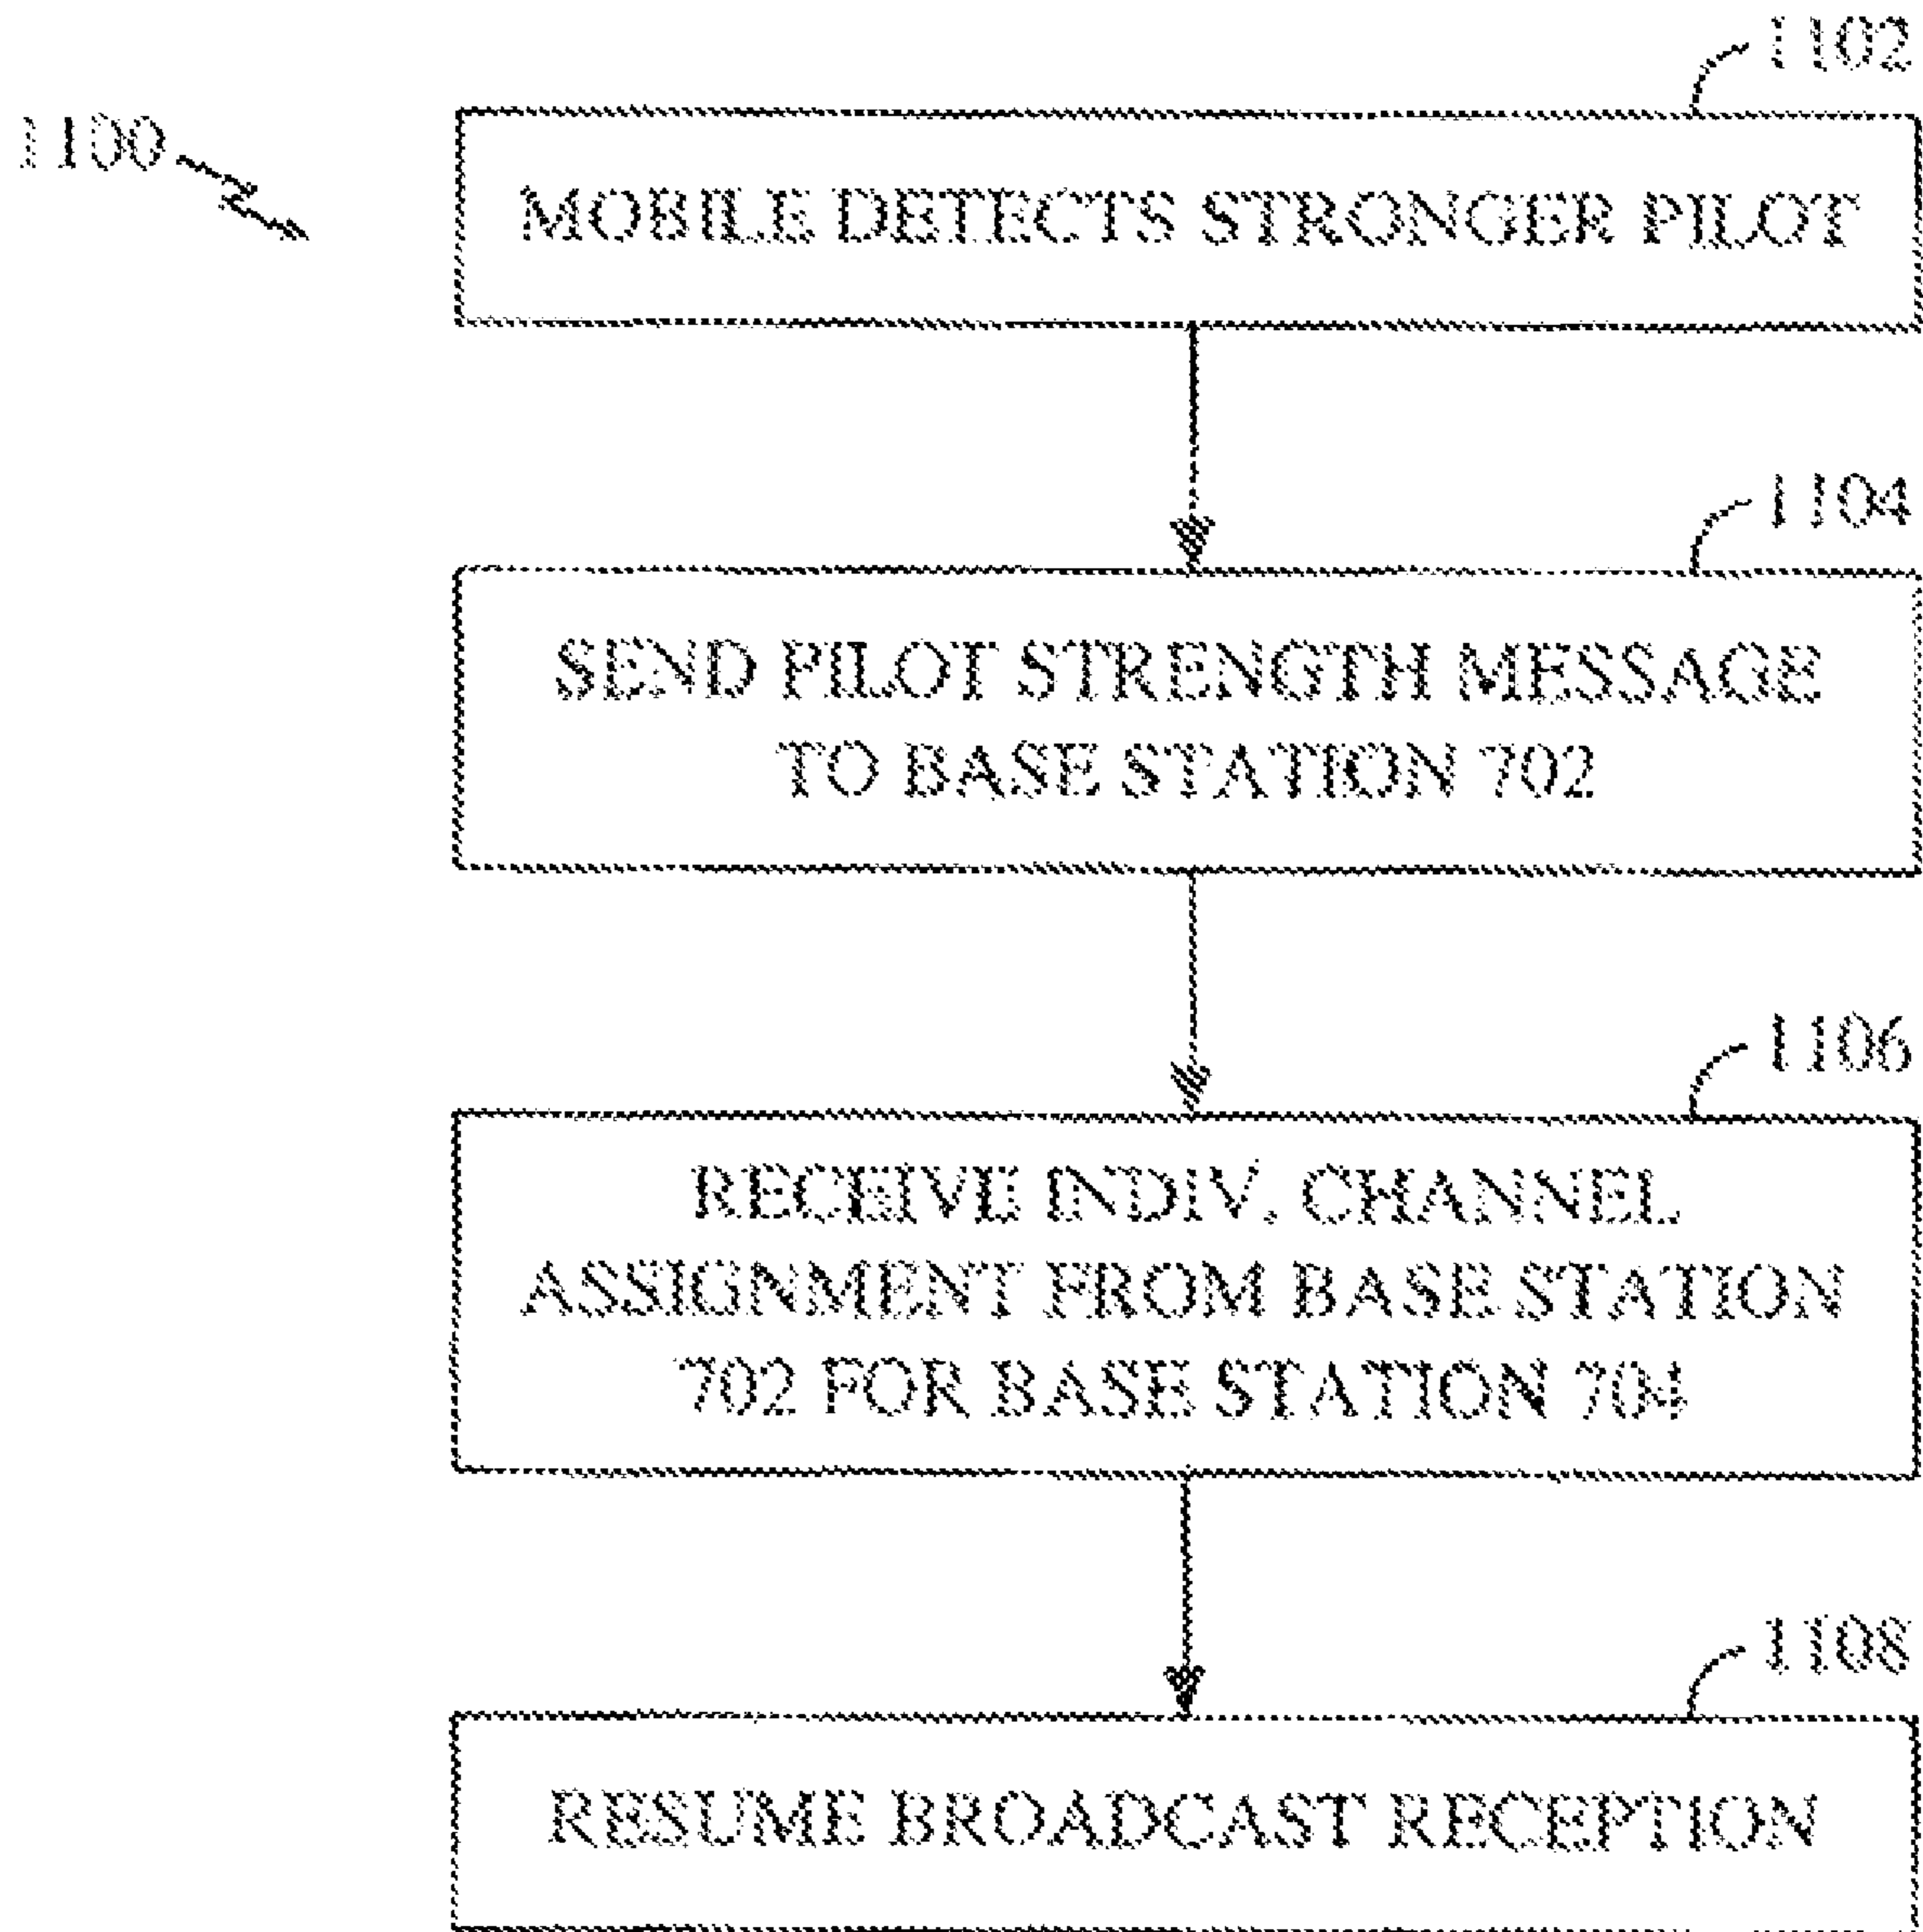 1102
1100
MOBILE DETECTS STRONGER PILOT
1104
SEND PILOT STRENGTH MESSAGE
TO BASE STATION 702
1106
RECEIVE INDIV. CHANNEL
ASSIGNMENT FROM BASE STATION
702 FOR BASE STATION 704
1108
RESUME BROADCAST RECEPTION